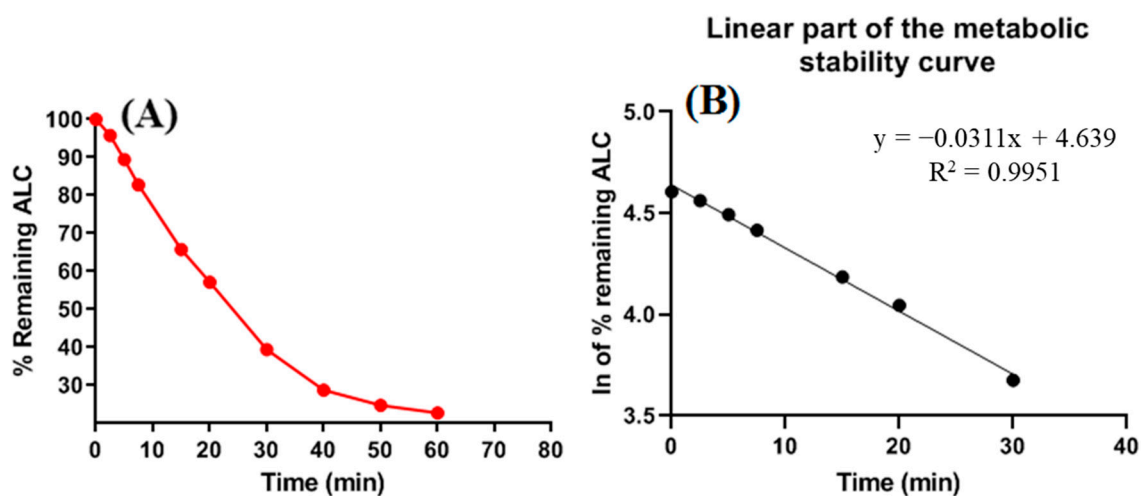 (A)
100
90
80
70
60
50
40
30
% Remaining ALC
0 10 20 30 40 50 60 70 80
Time (min)
Linear part of the metabolic
stability curve
(B)
y = −0.0311x + 4.639
R² = 0.9951
5.0
4.5
4.0
3.5
ln of % remaining ALC
0 10 20 30 40
Time (min)